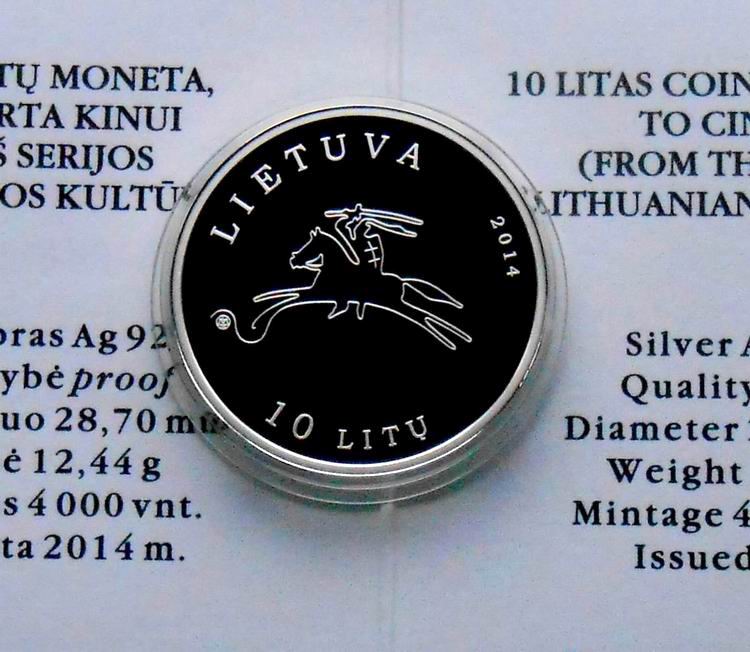 TŲ MONETA,
RTA KINUI
Š SERIJOS
OS KULTŪ
oras Ag 92
ybė proof
uo 28,70 m
ė 12,44 g
s 4 000 vnt.
ta 2014 m.
LIETUVA
2014
10 LITŲ
10 LITAS COIN
TO CIN
(FROM TH
LITHUANIAN
Silver A
Quality
Diameter
Weight
Mintage 4
Issued